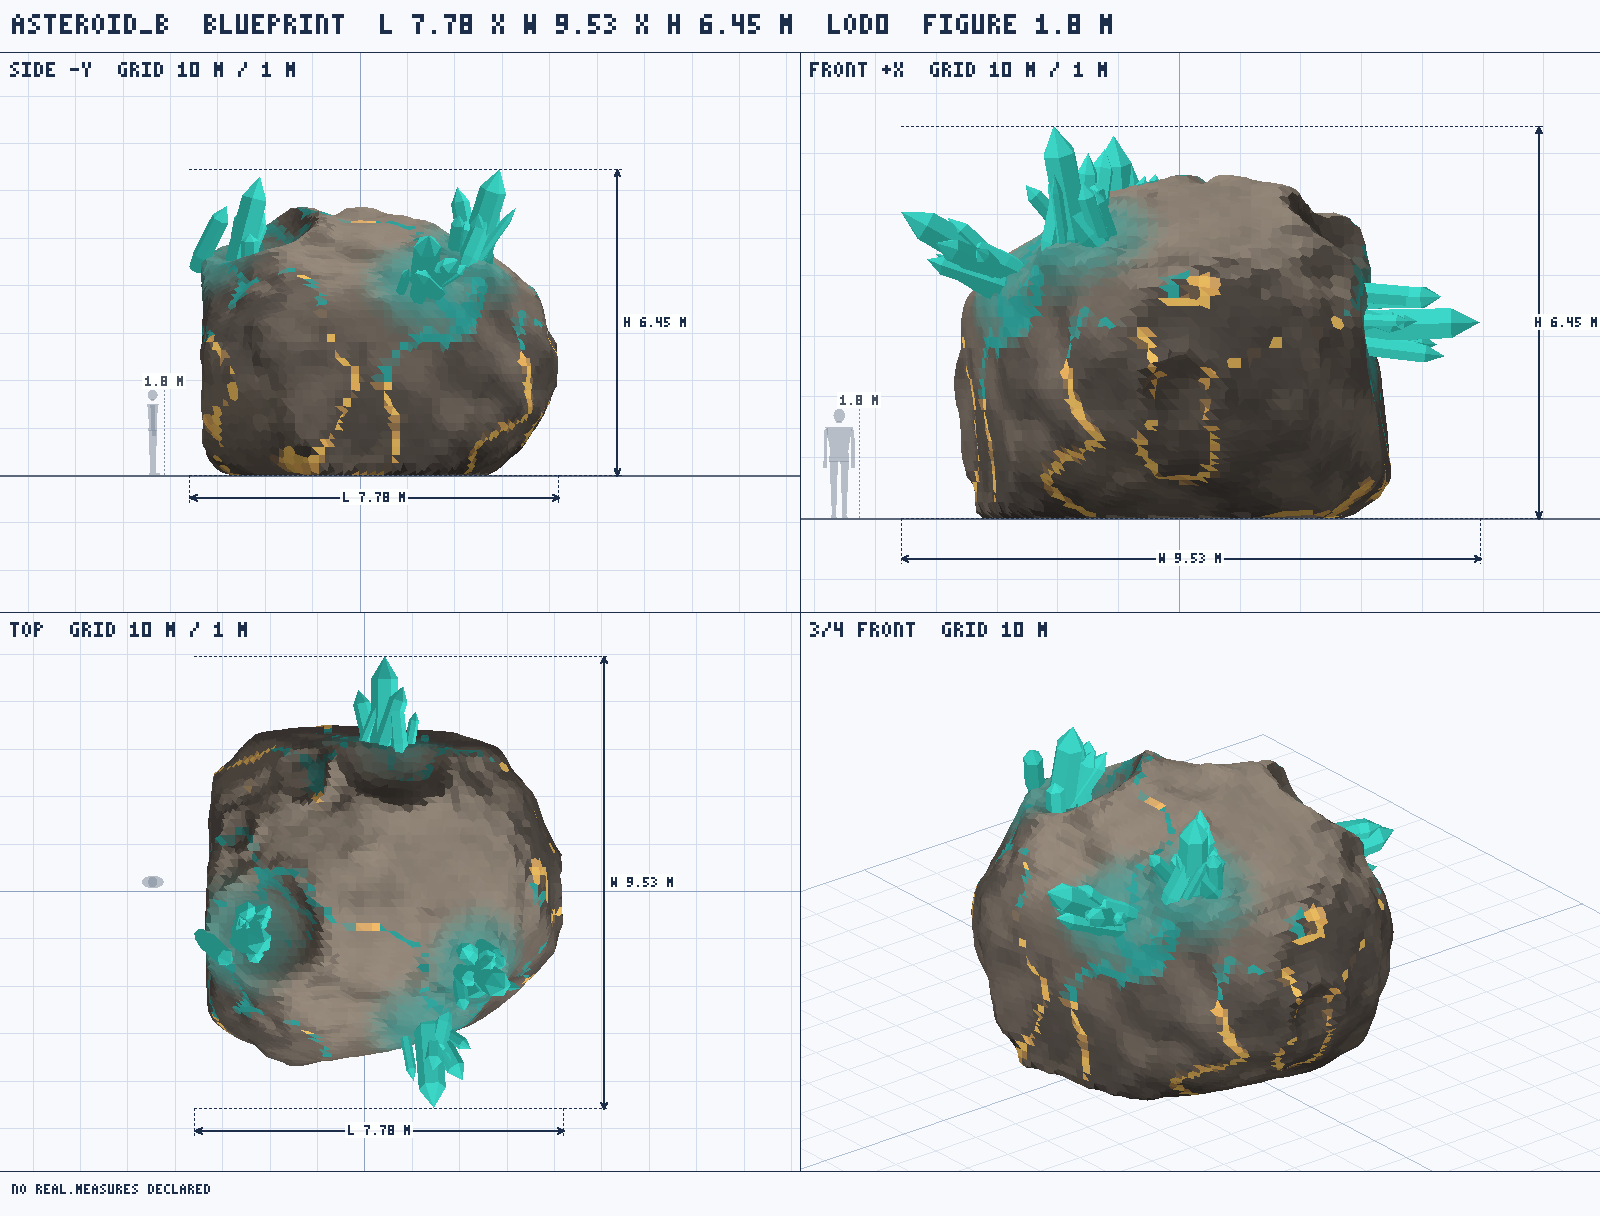 ASTEROID_B BLUEPRINT L 7.78 X W 9.53 X H 6.45 M LOD0 FIGURE 1.8 M
SIDE -Y GRID 10 M / 1 M
H 6.45 M
1.8 M
L 7.78 M
FRONT +X GRID 10 M / 1 M
H 6.45 M
1.8 M
W 9.53 M
TOP GRID 10 M / 1 M
W 9.53 M
L 7.78 M
3/4 FRONT GRID 10 M
NO REAL.MEASURES DECLARED